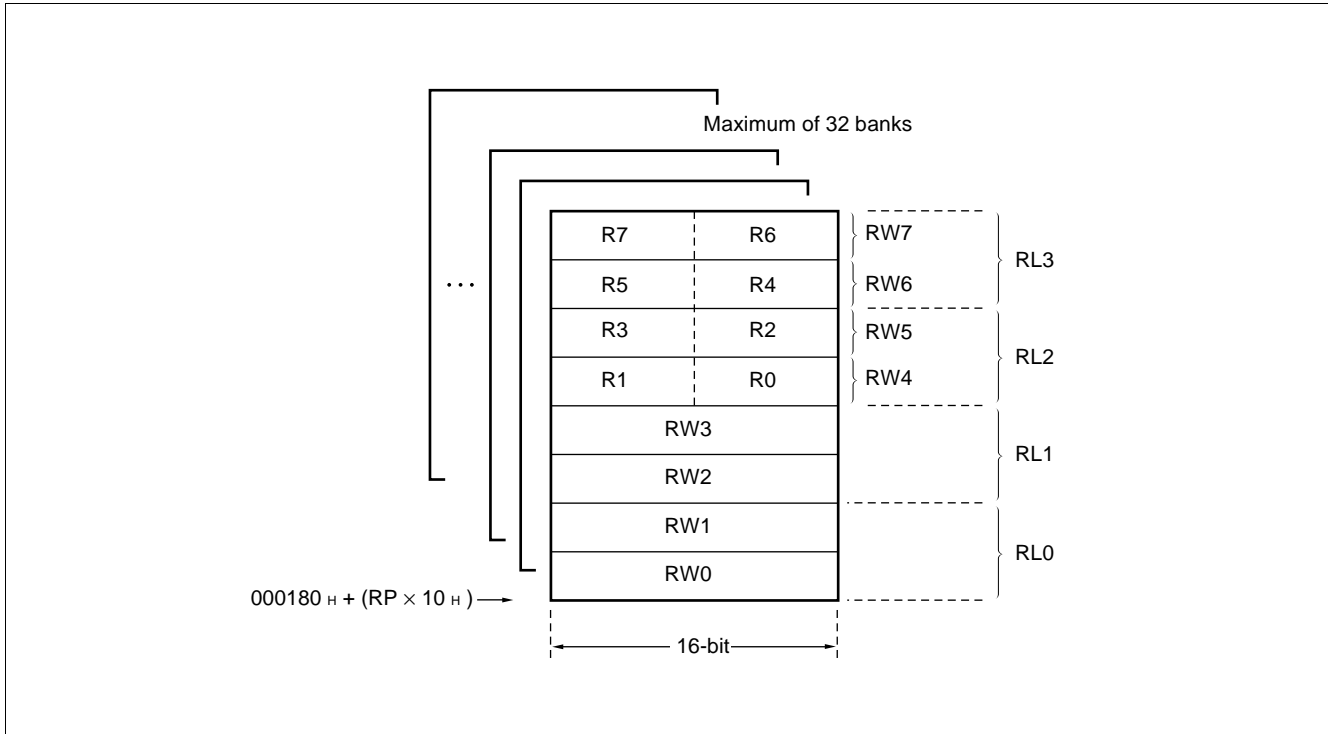 Maximum of 32 banks
R7 R6 RW7
RL3
R5 R4 RW6
...
R3 R2 RW5
RL2
R1 R0 RW4
RW3
RL1
RW2
RW1
RL0
RW0
000180 H + (RP × 10 H )
16-bit